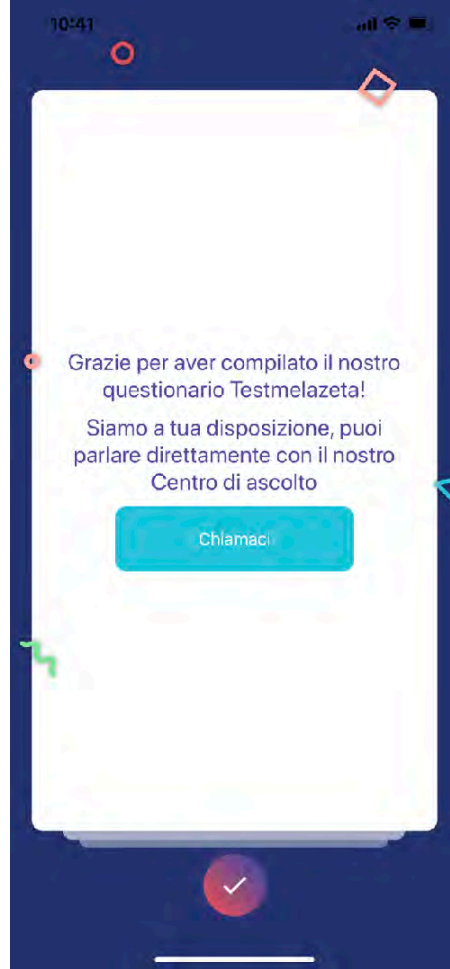 10:41
Grazie per aver compilato il nostro
questionario Testmelazeta!
Siamo a tua disposizione, puoi
parlare direttamente con il nostro
Centro di ascolto
Chiamaci